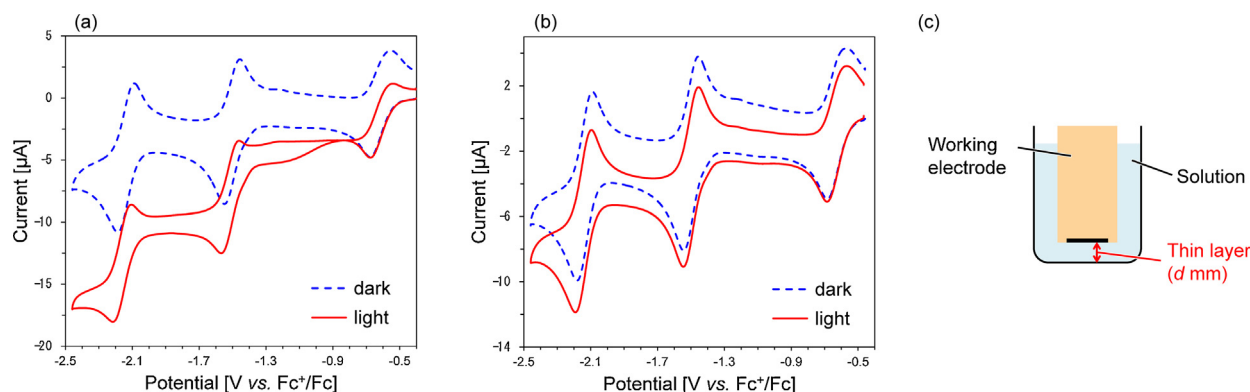 (a)
5
0
−5
−10
−15
−20
Current [µA]
-2.5
-2.1
-1.7
-1.3
-0.9
-0.5
Potential [V vs. Fc⁺/Fc]
dark
light
(b)
2
-2
-6
-10
-14
Current [µA]
-2.5
-2.1
-1.7
-1.3
-0.9
-0.5
Potential [V vs. Fc⁺/Fc]
dark
light
(c)
Working
electrode
Solution
Thin layer
(d mm)